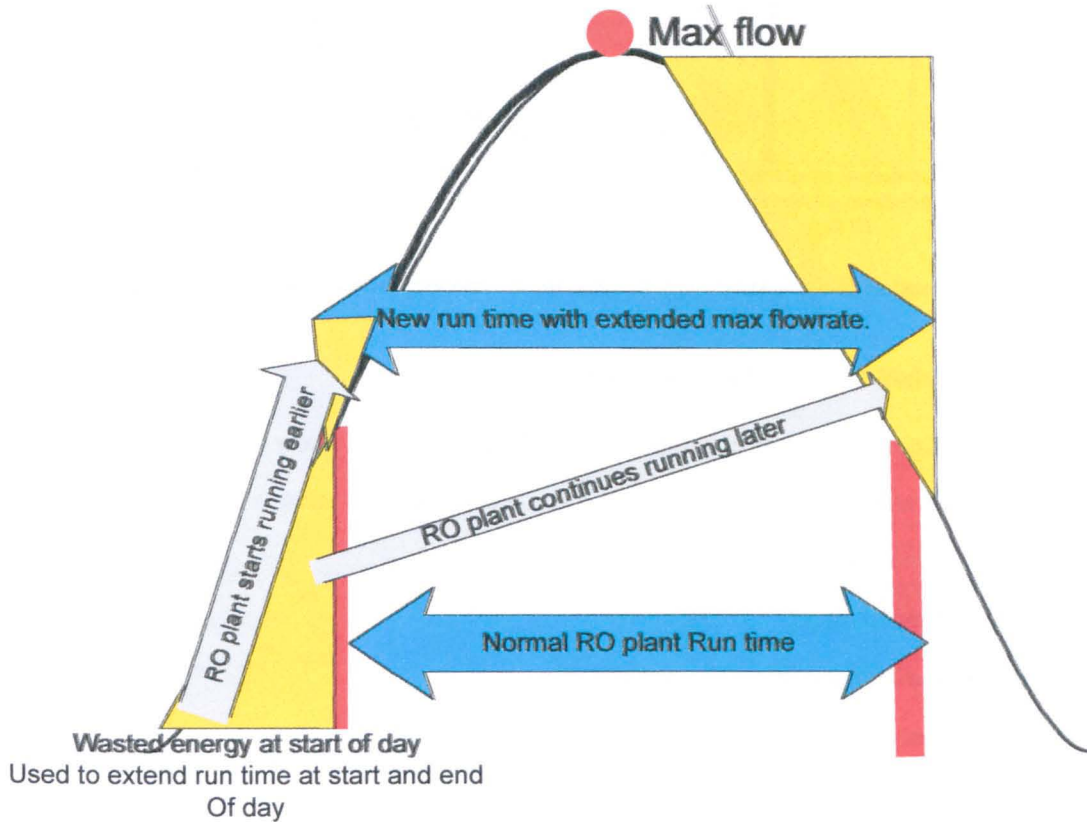 Max flow
New run time with extended max flowrate.
RO plant starts running earlier
RO plant continues running later
Normal RO plant Run time
Wasted energy at start of day
Used to extend run time at start and end
Of day